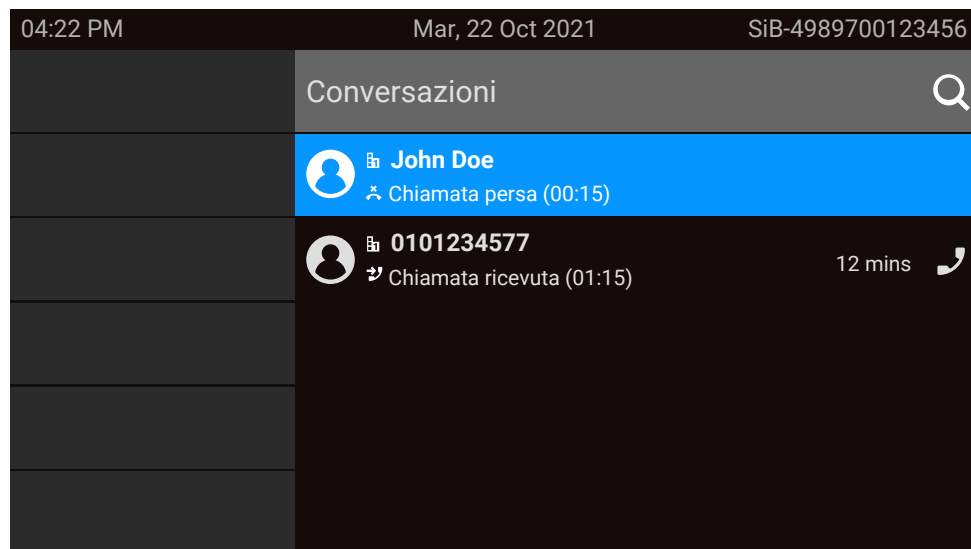 04:22 PM Mar, 22 Oct 2021 SiB-4989700123456
Conversazioni
John Doe
Chiamata persa (00:15)
0101234577
Chiamata ricevuta (01:15)
12 mins